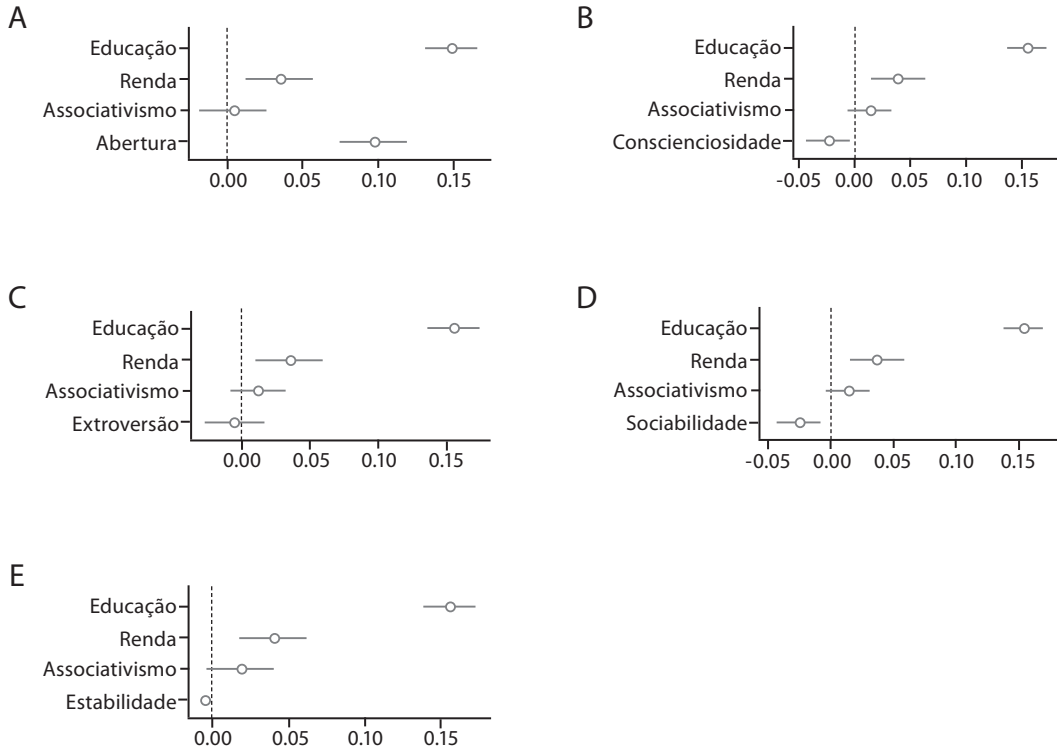 A
Educação
Renda
Associativismo
Abertura
0.00 0.05 0.10 0.15
B
Educação
Renda
Associativismo
Conscienciosidade
-0.05 0.00 0.05 0.10 0.15
C
Educação
Renda
Associativismo
Extroversão
0.00 0.05 0.10 0.15
D
Educação
Renda
Associativismo
Sociabilidade
-0.05 0.00 0.05 0.10 0.15
E
Educação
Renda
Associativismo
Estabilidade
0.00 0.05 0.10 0.15